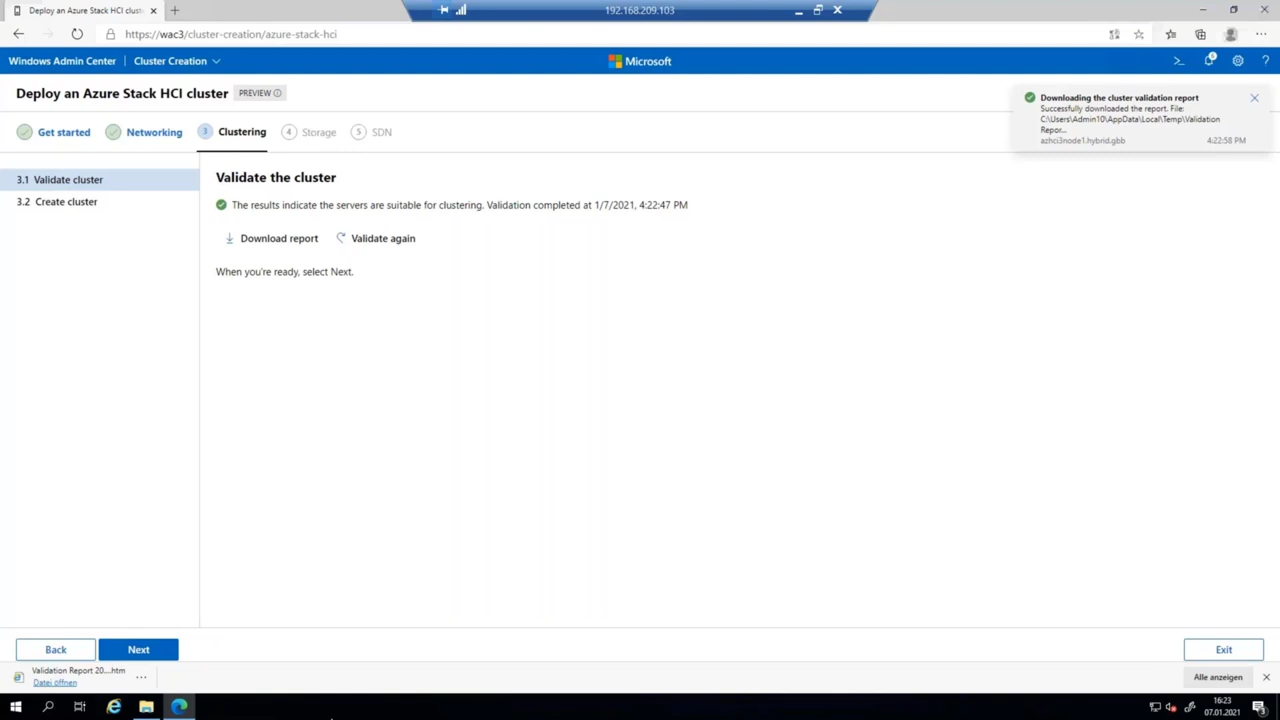 Deploy an Azure Stack HCI clust
192.168.209.103
https://wac3/cluster-creation/azure-stack-hci
Windows Admin Center
Cluster Creation
Microsoft
?
Deploy an Azure Stack HCI cluster
PREVIEW
Downloading the cluster validation report
Successfully downloaded the report. File:
C:\Users\Admin10\AppData\Local\Temp\Validation
Repor...
azhci3node1.hybrid.gbb
4:22:58 PM
Get started
Networking
3 Clustering
4 Storage
5 SDN
3.1 Validate cluster
3.2 Create cluster
Validate the cluster
The results indicate the servers are suitable for clustering. Validation completed at 1/7/2021, 4:22:47 PM
Download report
Validate again
When you're ready, select Next.
Back
Next
Exit
Validation Report 20....htm
Datei öffnen
Alle anzeigen
16:23
07.01.2021
3